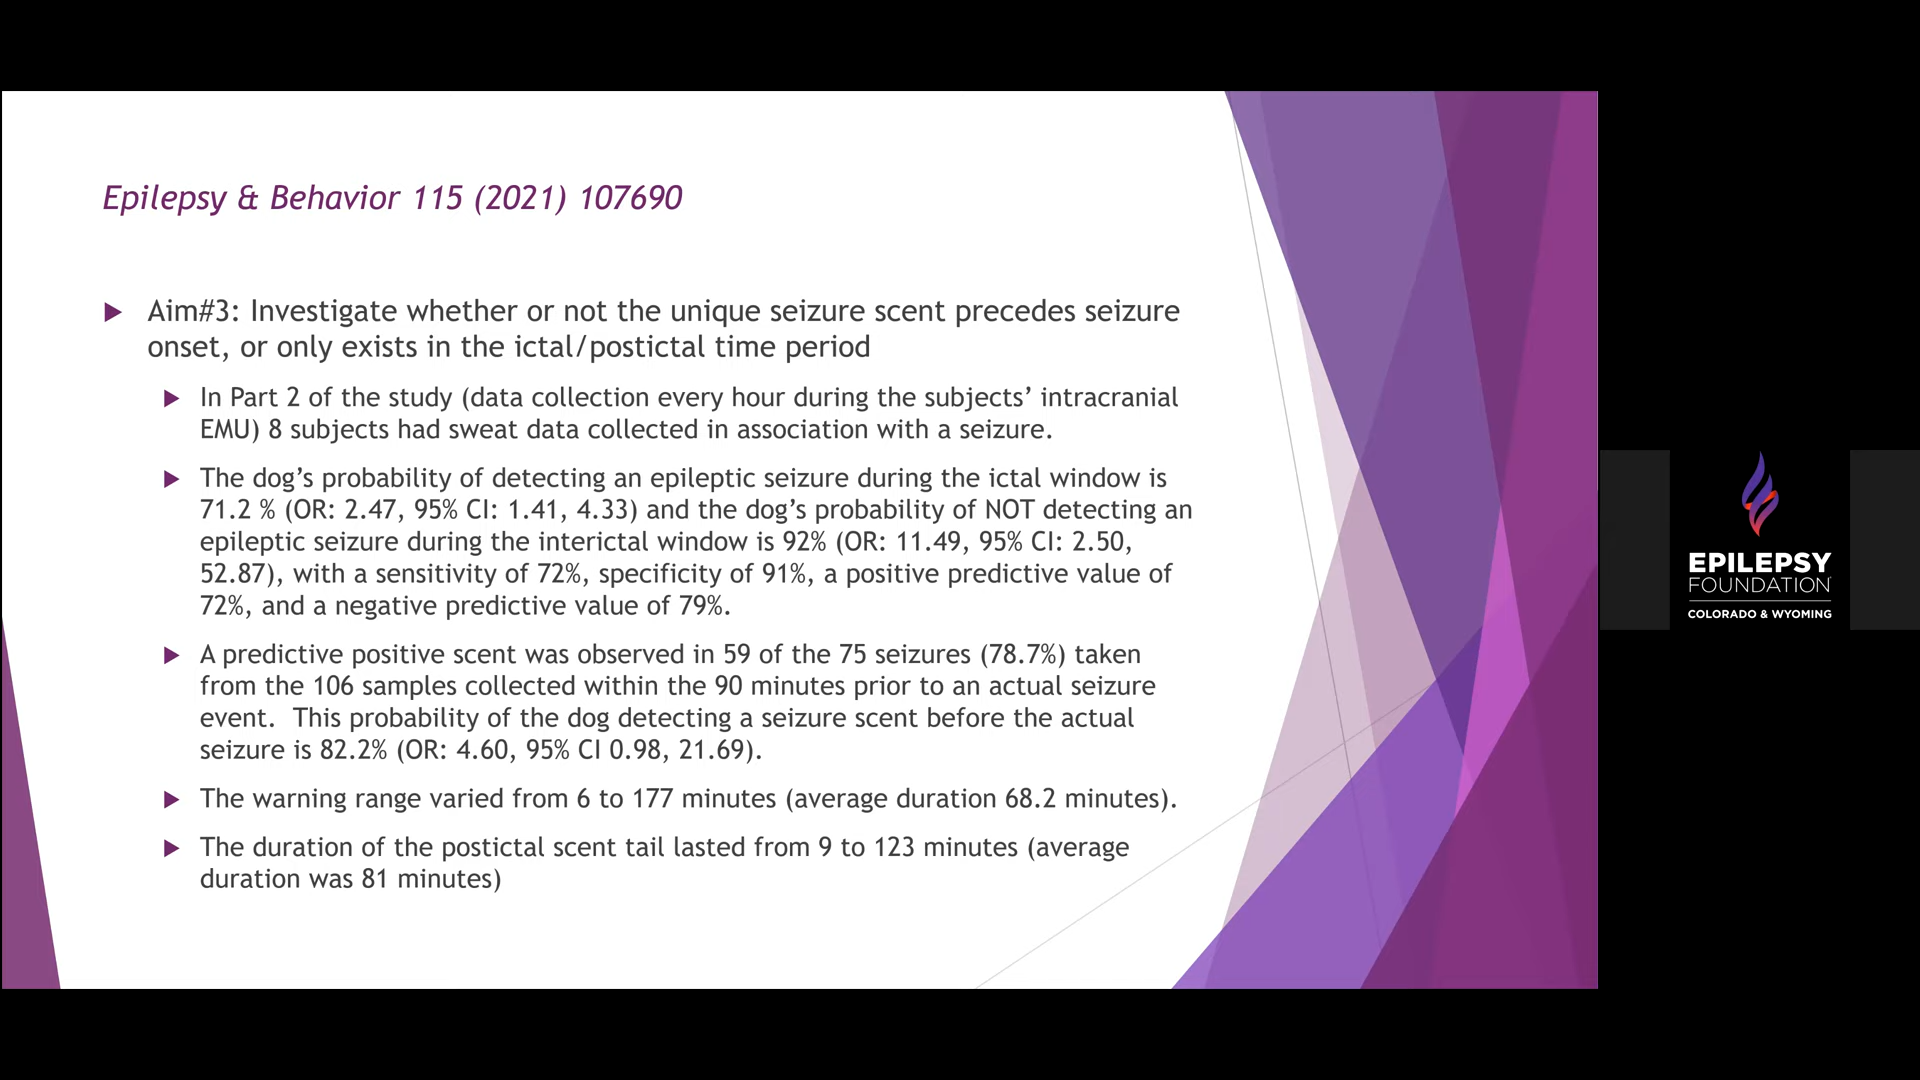 Epilepsy & Behavior 115 (2021) 107690
Aim#3: Investigate whether or not the unique seizure scent precedes seizure
onset, or only exists in the ictal/postictal time period
In Part 2 of the study (data collection every hour during the subjects’ intracranial
EMU) 8 subjects had sweat data collected in association with a seizure.
The dog’s probability of detecting an epileptic seizure during the ictal window is
71.2 % (OR: 2.47, 95% CI: 1.41, 4.33) and the dog’s probability of NOT detecting an
epileptic seizure during the interictal window is 92% (OR: 11.49, 95% CI: 2.50,
52.87), with a sensitivity of 72%, specificity of 91%, a positive predictive value of
72%, and a negative predictive value of 79%.
A predictive positive scent was observed in 59 of the 75 seizures (78.7%) taken
from the 106 samples collected within the 90 minutes prior to an actual seizure
event.  This probability of the dog detecting a seizure scent before the actual
seizure is 82.2% (OR: 4.60, 95% CI 0.98, 21.69).
The warning range varied from 6 to 177 minutes (average duration 68.2 minutes).
The duration of the postictal scent tail lasted from 9 to 123 minutes (average
duration was 81 minutes)
EPILEPSY
FOUNDATION
COLORADO & WYOMING